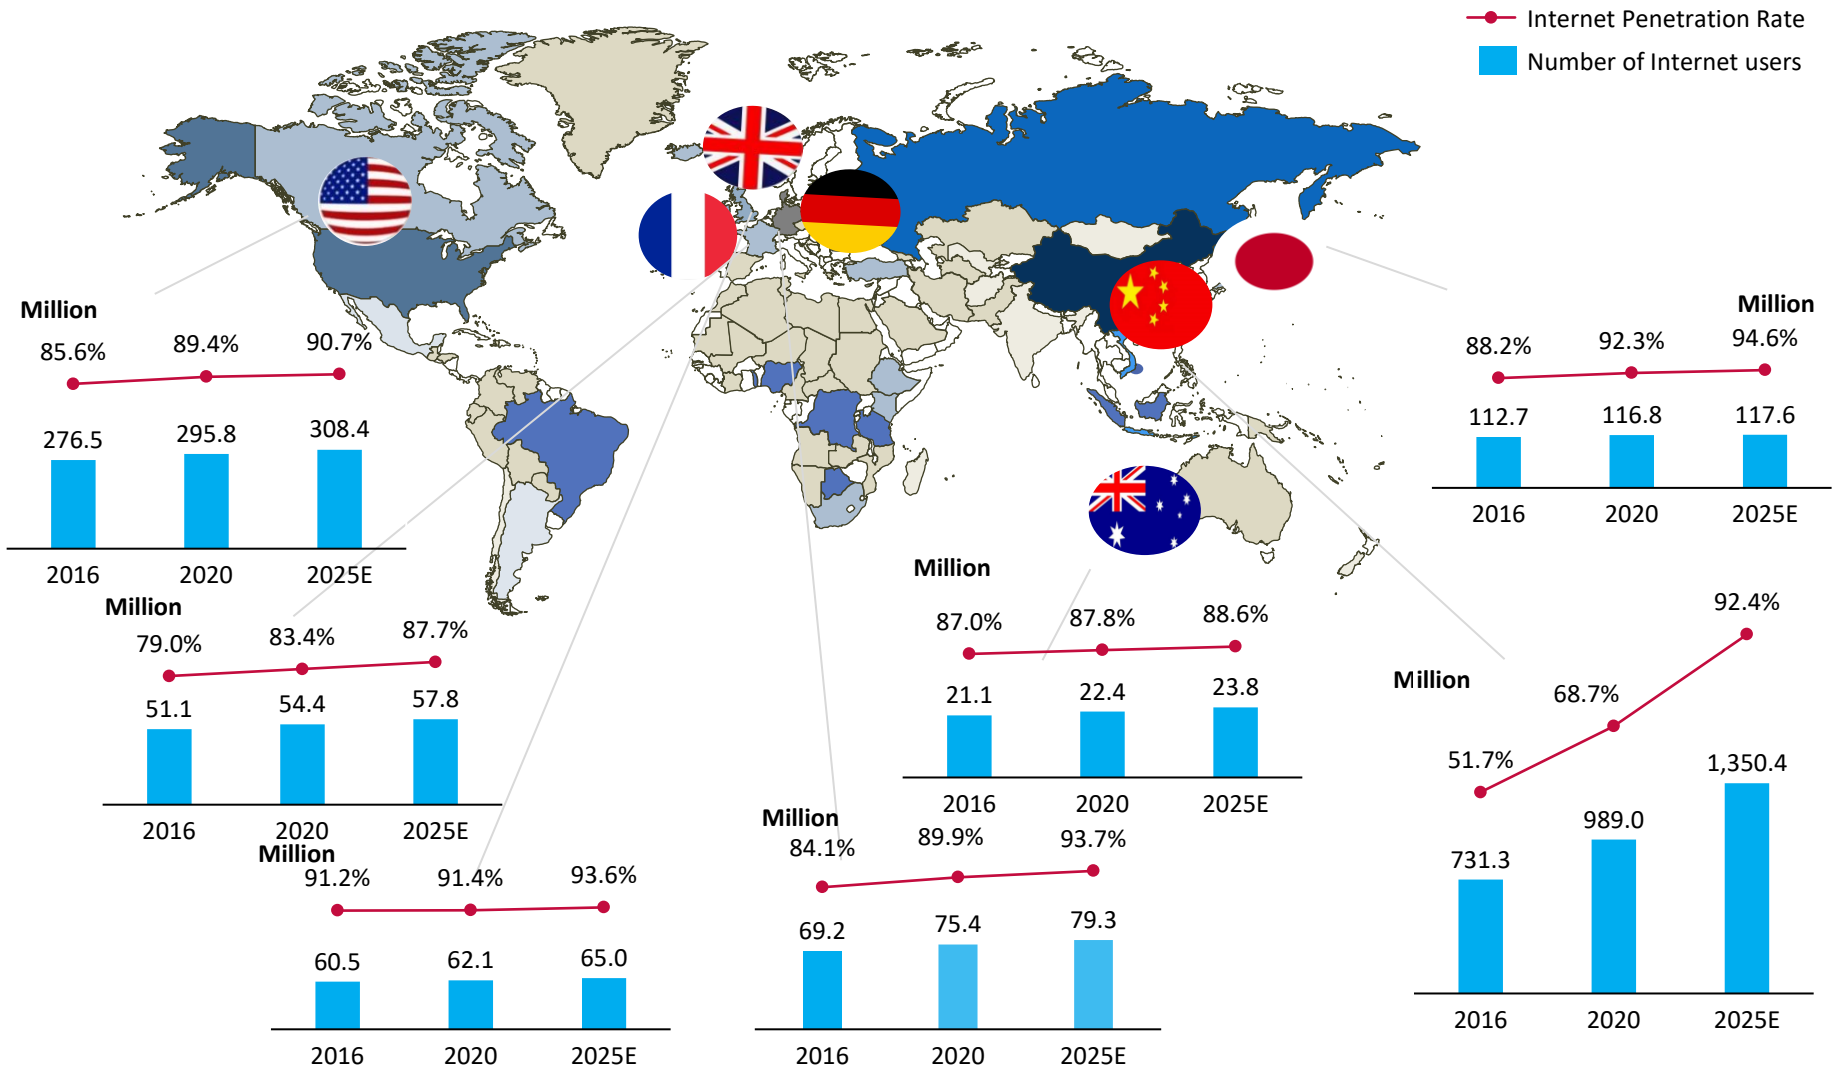 Internet Penetration Rate
Number of Internet users
Million
85.6% 89.4% 90.7%
276.5 295.8 308.4
2016 2020 2025E
Million
79.0% 83.4% 87.7%
51.1 54.4 57.8
2016 2020 2025E
Million
91.2% 91.4% 93.6%
60.5 62.1 65.0
2016 2020 2025E
Million
84.1% 89.9% 93.7%
69.2 75.4 79.3
2016 2020 2025E
Million
87.0% 87.8% 88.6%
21.1 22.4 23.8
2016 2020 2025E
Million
88.2% 92.3% 94.6%
112.7 116.8 117.6
2016 2020 2025E
Million
51.7% 68.7% 92.4%
731.3 989.0 1,350.4
2016 2020 2025E